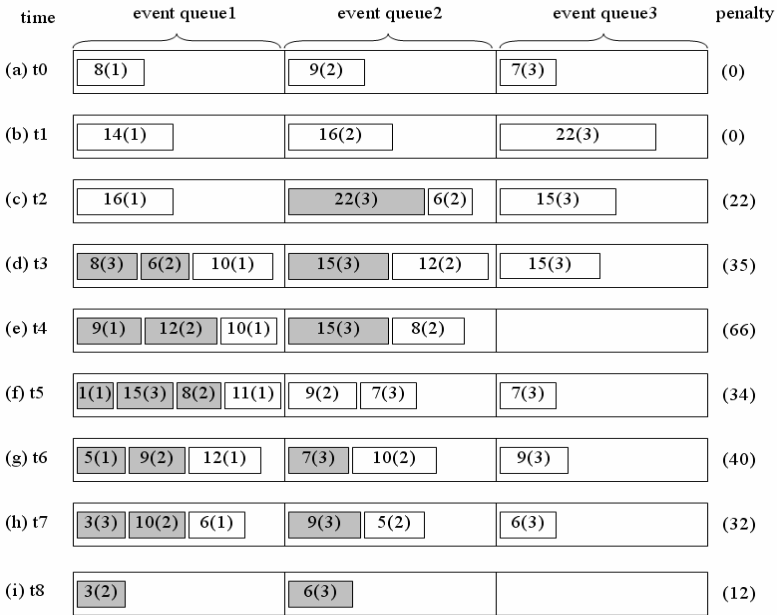 time event queue1 event queue2 event queue3 penalty
(a) t0 8(1) 9(2) 7(3) (0)
(b) t1 14(1) 16(2) 22(3) (0)
(c) t2 16(1) 22(3) 6(2) 15(3) (22)
(d) t3 8(3) 6(2) 10(1) 15(3) 12(2) 15(3) (35)
(e) t4 9(1) 12(2) 10(1) 15(3) 8(2) (66)
(f) t5 1(1) 15(3) 8(2) 11(1) 9(2) 7(3) 7(3) (34)
(g) t6 5(1) 9(2) 12(1) 7(3) 10(2) 9(3) (40)
(h) t7 3(3) 10(2) 6(1) 9(3) 5(2) 6(3) (32)
(i) t8 3(2) 6(3) (12)